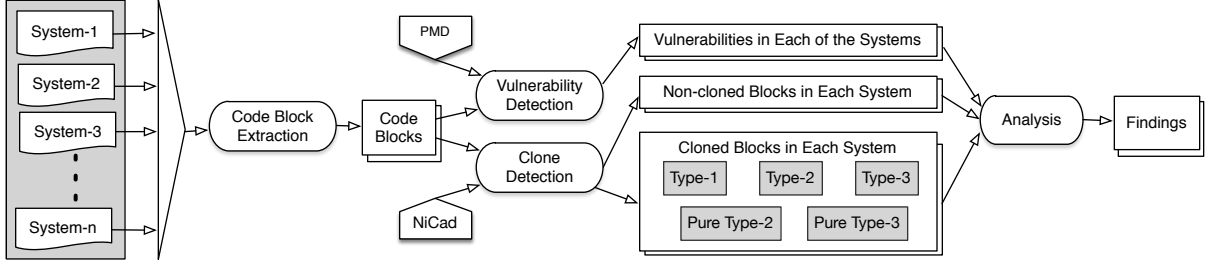 System-1
System-2
System-3
System-n
Code Block
Extraction
Code
Blocks
PMD
Vulnerability
Detection
Clone
Detection
NiCad
Vulnerabilities in Each of the Systems
Non-cloned Blocks in Each System
Cloned Blocks in Each System
Type-1 Type-2 Type-3
Pure Type-2 Pure Type-3
Analysis
Findings